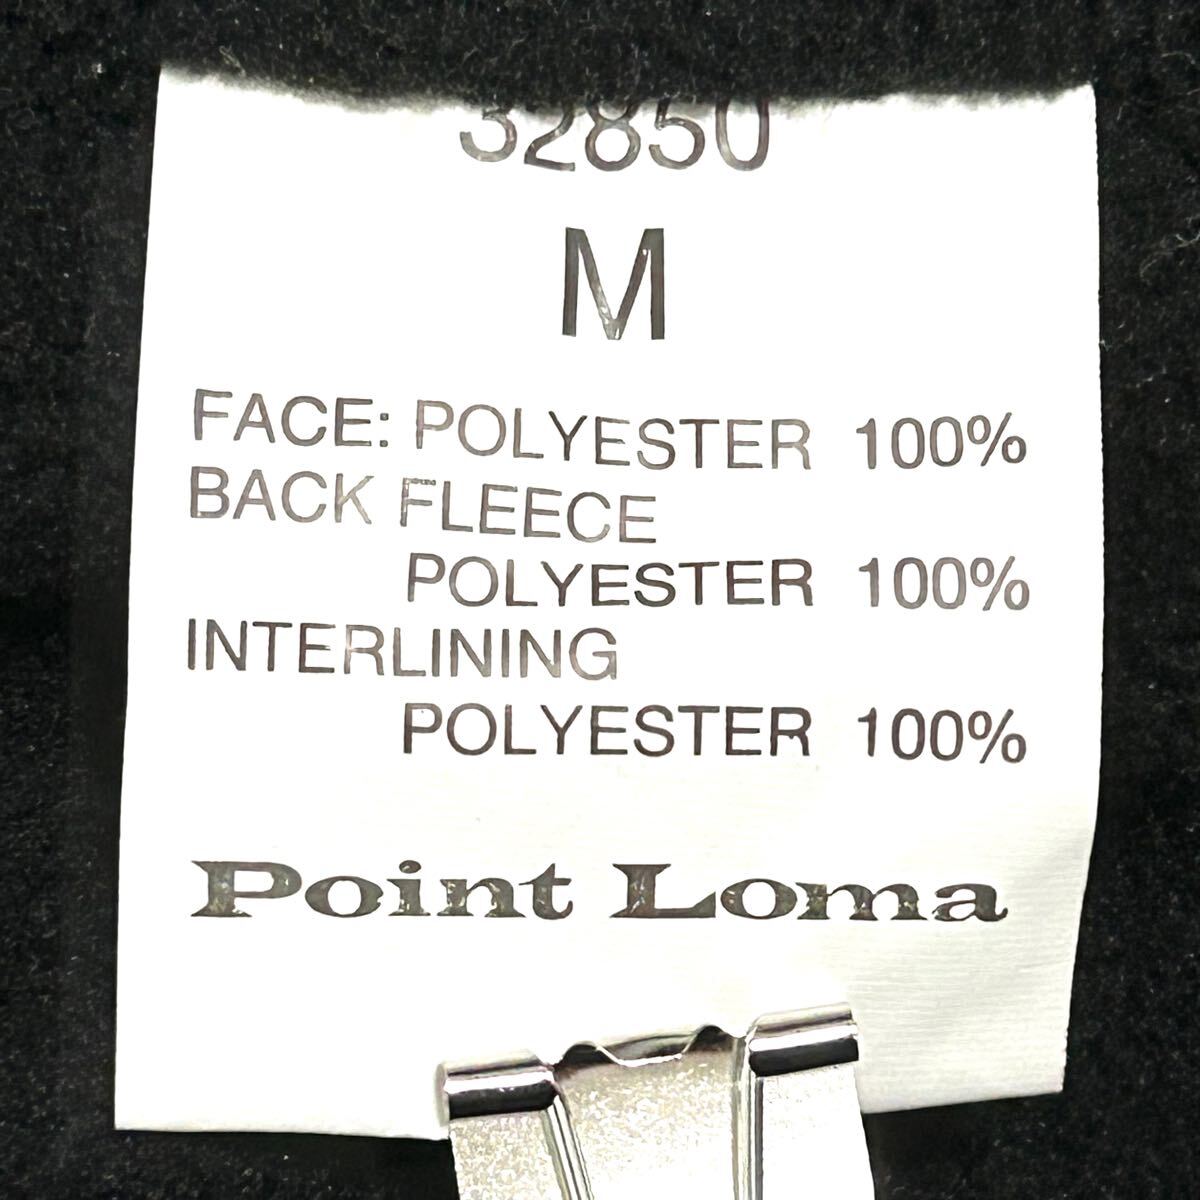 32850
M
FACE: POLYESTER 100%
BACK FLEECE
POLYESTER 100%
INTERLINING
POLYESTER 100%
Point Loma